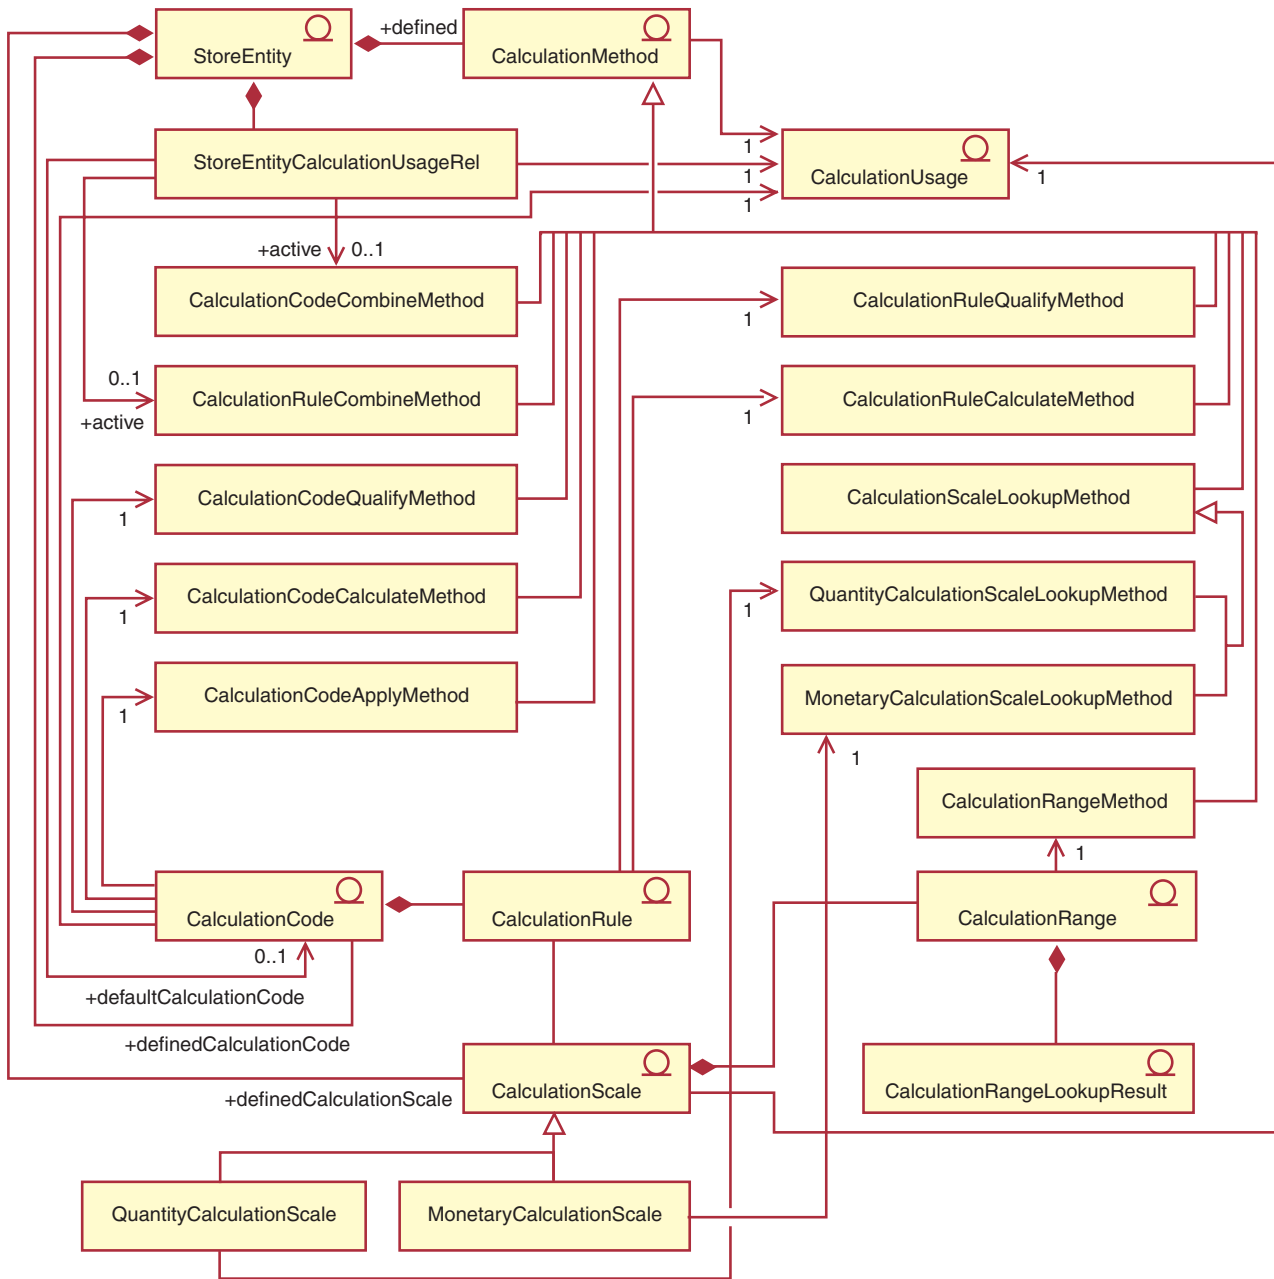 +defined
StoreEntity
CalculationMethod
1
StoreEntityCalculationUsageRel
1
CalculationUsage
1
1
+active
0..1
CalculationCodeCombineMethod
CalculationRuleQualifyMethod
1
0..1
CalculationRuleCombineMethod
CalculationRuleCalculateMethod
+active
1
CalculationCodeQualifyMethod
CalculationScaleLookupMethod
1
CalculationCodeCalculateMethod
QuantityCalculationScaleLookupMethod
1
1
CalculationCodeApplyMethod
MonetaryCalculationScaleLookupMethod
1
1
CalculationRangeMethod
1
CalculationCode
CalculationRule
CalculationRange
0..1
+defaultCalculationCode
+definedCalculationCode
+definedCalculationScale
CalculationScale
CalculationRangeLookupResult
QuantityCalculationScale
MonetaryCalculationScale